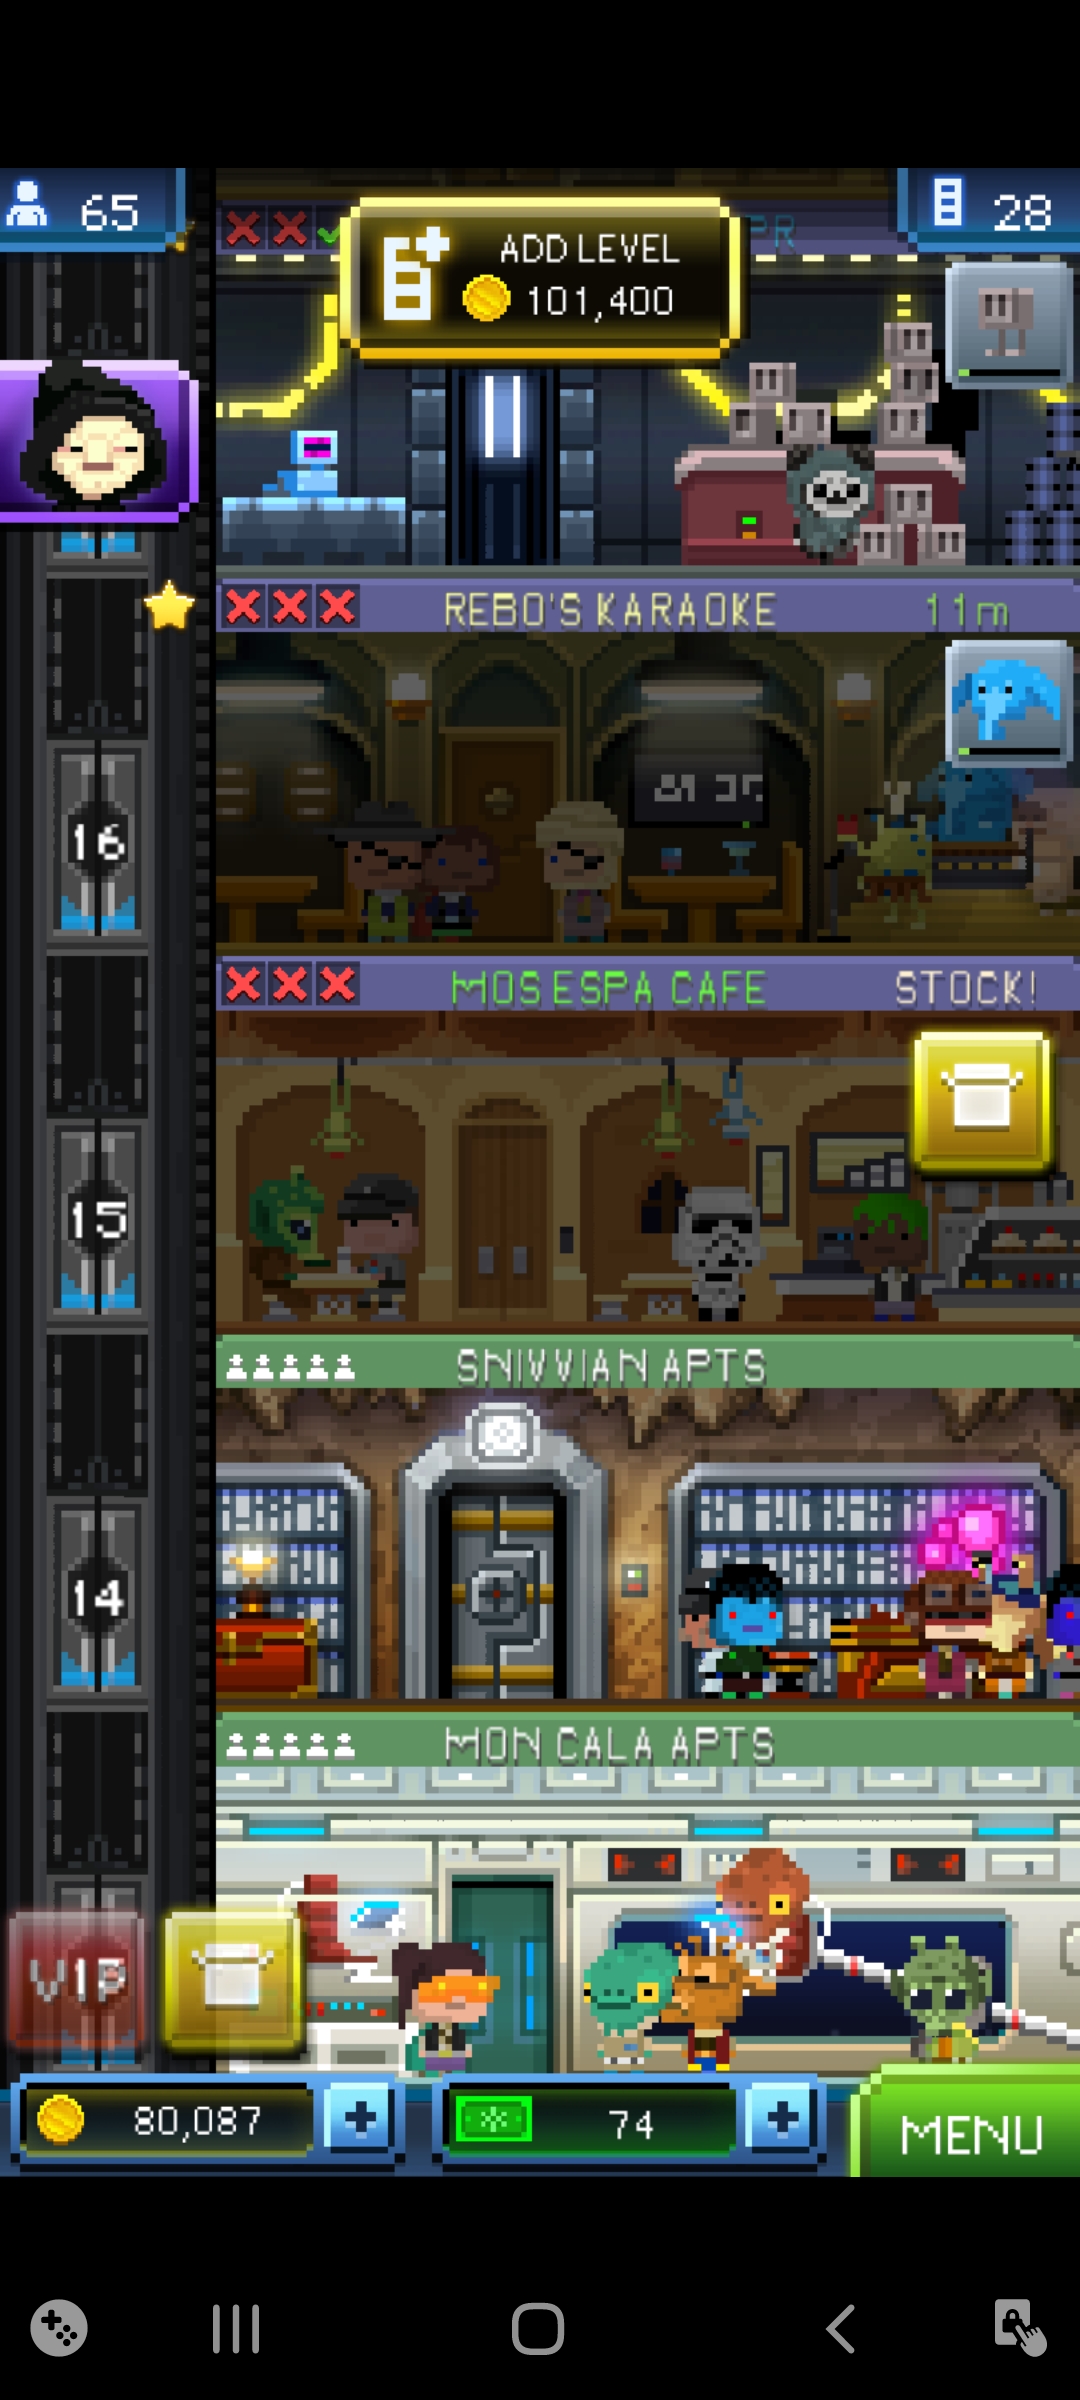 65
28
PR
ADD LEVEL
101,400
REBO'S KARAOKE
11m
16
MOS ESPA CAFE
STOCK!
15
SNIVVIAN APTS
14
MON CALA APTS
VIP
80,087
74
MENU